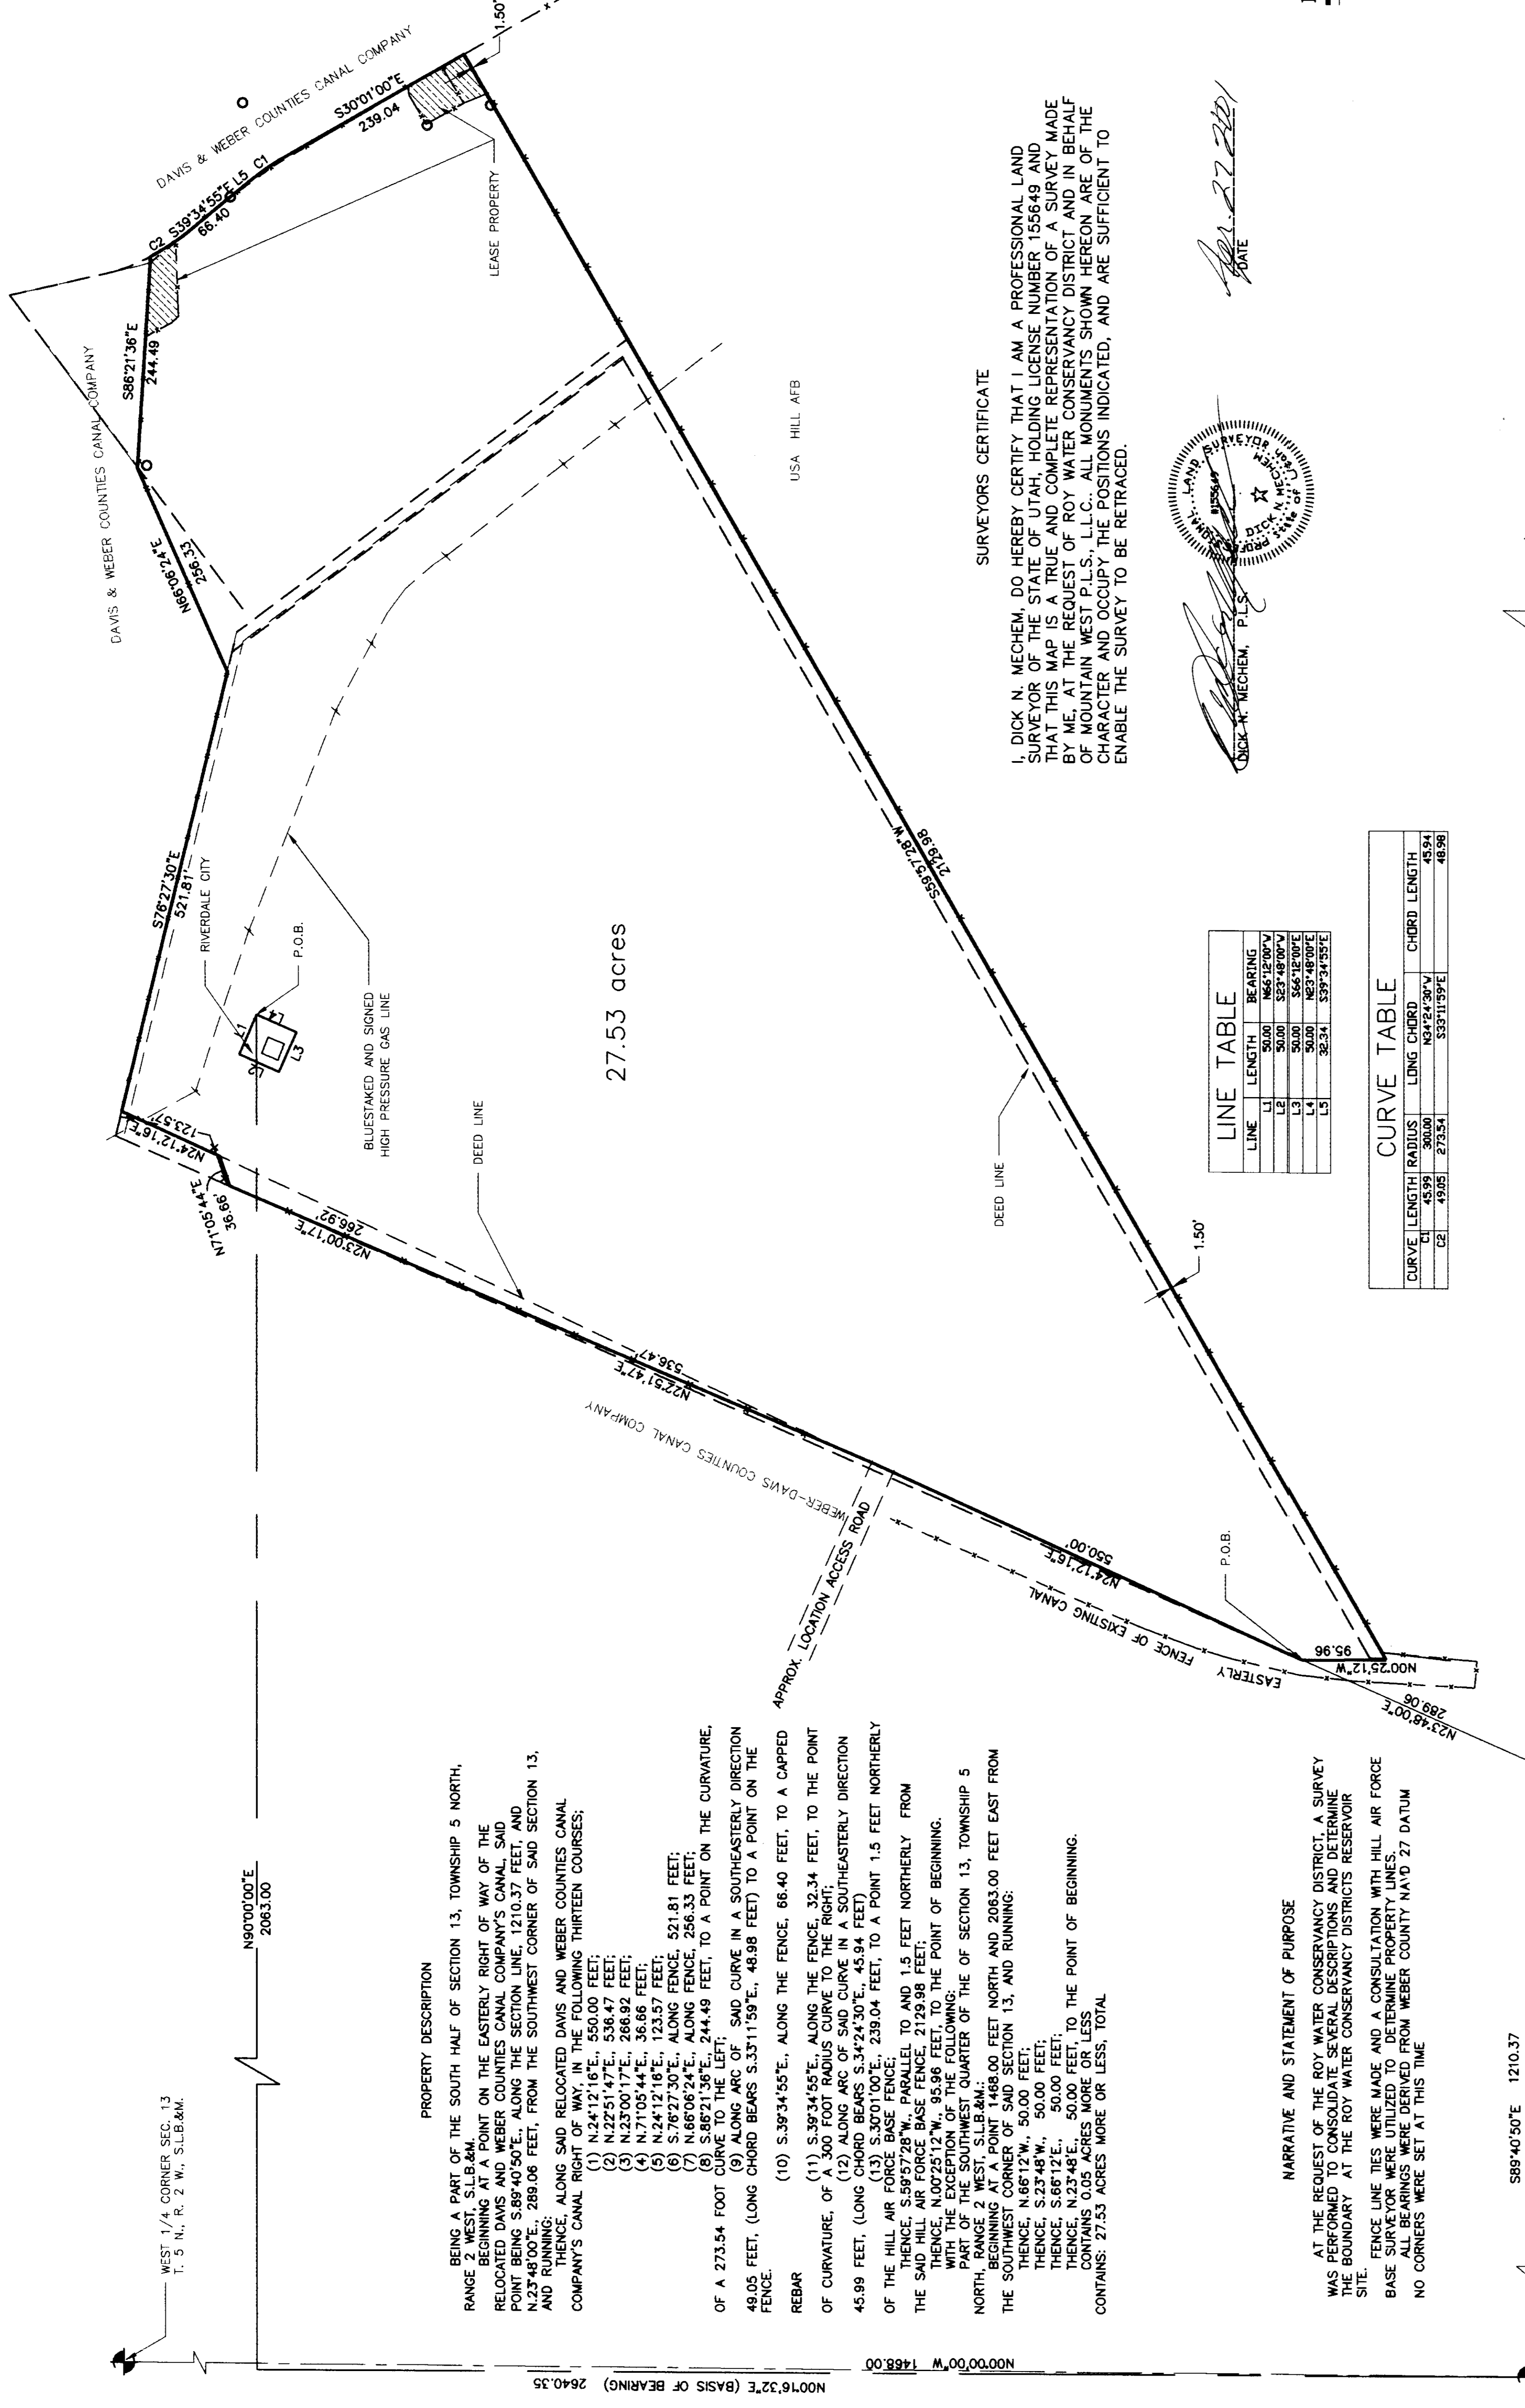 WEST 1/4 CORNER SEC. 13
T. 5 N., R. 2 W., S.L.B.&M.
N90°00'00"E
2063.00
N00°16'32"E (BASIS OF BEARING) 2640.35
N00°00'00"W 1468.00
S89°40'50"E 1210.37
PROPERTY DESCRIPTION
BEING A PART OF THE SOUTH HALF OF SECTION 13, TOWNSHIP 5 NORTH,
RANGE 2 WEST, S.L.B.&M.
BEGINNING AT A POINT ON THE EASTERLY RIGHT OF WAY OF THE
RELOCATED DAVIS AND WEBER COUNTIES CANAL COMPANY'S CANAL, SAID
POINT BEING S.89°40'50"E., ALONG THE SECTION LINE, 1210.37 FEET, AND
N.23°48'00"E., 289.06 FEET, FROM THE SOUTHWEST CORNER OF SAID SECTION 13,
AND RUNNING:
THENCE, ALONG SAID RELOCATED DAVIS AND WEBER COUNTIES CANAL
COMPANY'S CANAL RIGHT OF WAY, IN THE FOLLOWING THIRTEEN COURSES;
(1) N.24°12'16"E., 550.00 FEET;
(2) N.22°51'47"E., 536.47 FEET;
(3) N.23°00'17"E., 266.92 FEET;
(4) N.71°05'44"E., 36.66 FEET;
(5) N.24°12'16"E., 123.57 FEET;
(6) S.76°27'30"E., ALONG FENCE, 521.81 FEET;
(7) N.66°06'24"E., ALONG FENCE, 256.33 FEET;
(8) S.86°21'36"E., 244.49 FEET, TO A POINT ON THE CURVATURE,
OF A 273.54 FOOT CURVE TO THE LEFT;
(9) ALONG ARC OF SAID CURVE IN A SOUTHEASTERLY DIRECTION
49.05 FEET, (LONG CHORD BEARS S.33°11'59"E., 48.98 FEET) TO A POINT ON THE
FENCE.
(10) S.39°34'55"E., ALONG THE FENCE, 66.40 FEET, TO A CAPPED
REBAR
(11) S.39°34'55"E., ALONG THE FENCE, 32.34 FEET, TO THE POINT
OF CURVATURE, OF A 300 FOOT RADIUS CURVE TO THE RIGHT;
(12) ALONG ARC OF SAID CURVE IN A SOUTHEASTERLY DIRECTION
45.99 FEET, (LONG CHORD BEARS S.34°24'30"E., 45.94 FEET)
(13) S.30°01'00"E., 239.04 FEET, TO A POINT 1.5 FEET NORTHERLY
OF THE HILL AIR FORCE BASE FENCE;
THENCE, S.59°57'28"W., PARALLEL TO AND 1.5 FEET NORTHERLY FROM
THE SAID HILL AIR FORCE BASE FENCE, 2129.98 FEET;
THENCE, N.00°25'12"W., 95.96 FEET, TO THE POINT OF BEGINNING.
WITH THE EXCEPTION OF THE FOLLOWING:
PART OF THE SOUTHWEST QUARTER OF THE OF SECTION 13, TOWNSHIP 5
NORTH, RANGE 2 WEST, S.L.B.&M.:
BEGINNING AT A POINT 1468.00 FEET NORTH AND 2063.00 FEET EAST FROM
THE SOUTHWEST CORNER OF SAID SECTION 13, AND RUNNING:
THENCE, N.66°12'W., 50.00 FEET;
THENCE, S.23°48'W., 50.00 FEET;
THENCE, S.66°12'E., 50.00 FEET;
THENCE, N.23°48'E., 50.00 FEET, TO THE POINT OF BEGINNING.
CONTAINS 0.05 ACRES MORE OR LESS
CONTAINS: 27.53 ACRES MORE OR LESS, TOTAL
NARRATIVE AND STATEMENT OF PURPOSE
AT THE REQUEST OF THE ROY WATER CONSERVANCY DISTRICT, A SURVEY
WAS PERFORMED TO CONSOLIDATE SEVERAL DESCRIPTIONS AND DETERMINE
THE BOUNDARY AT THE ROY WATER CONSERVANCY DISTRICTS RESERVOIR
SITE.
FENCE LINE TIES WERE MADE AND A CONSULTATION WITH HILL AIR FORCE
BASE SURVEYOR WERE UTILIZED TO DETERMINE PROPERTY LINES.
ALL BEARINGS WERE DERIVED FROM WEBER COUNTY NAVD 27 DATUM
NO CORNERS WERE SET AT THIS TIME
N71°05'44"E
36.66'
N24°12'16"E
123.57'
N23°00'17"E
266.92'
N22°51'47"E
536.47'
N24°12'16"E
550.00'
WEBER-DAVIS COUNTIES CANAL COMPANY
APPROX. LOCATION ACCESS ROAD
EASTERLY FENCE OF EXISTING CANAL
P.O.B.
95.96
N00°25'12"W
N23°48'00"E
289.06
DEED LINE
DEED LINE
1.50'
BLUESTAKED AND SIGNED
HIGH PRESSURE GAS LINE
L1
L2
L3
L4
P.O.B.
RIVERDALE CITY
S76°27'30"E
521.81'
27.53 acres
S59°57'28"W
2129.98
N66°06'24"E
256.33
DAVIS & WEBER COUNTIES CANAL COMPANY
S86°21'36"E
244.49
C2
S39°34'55"E
66.40
L5
C1
DAVIS & WEBER COUNTIES CANAL COMPANY
S30°01'00"E
239.04
1.50'
LEASE PROPERTY
USA HILL AFB
LINE TABLE
LINE LENGTH BEARING
L1 50.00 N66°12'00"W
L2 50.00 S23°48'00"W
L3 50.00 S66°12'00"E
L4 50.00 N23°48'00"E
L5 32.34 S39°34'55"E
CURVE TABLE
CURVE LENGTH RADIUS LONG CHORD CHORD LENGTH
C1 45.99 300.00 N34°24'30"W 45.94
C2 49.05 273.54 S33°11'59"E 48.98
SURVEYORS CERTIFICATE
I, DICK N. MECHEM, DO HEREBY CERTIFY THAT I AM A PROFESSIONAL LAND
SURVEYOR OF THE STATE OF UTAH, HOLDING LICENSE NUMBER 155649 AND
THAT THIS MAP IS A TRUE AND COMPLETE REPRESENTATION OF A SURVEY MADE
BY ME, AT THE REQUEST OF ROY WATER CONSERVANCY DISTRICT AND IN BEHALF
OF MOUNTAIN WEST P.L.S., L.L.C.. ALL MONUMENTS SHOWN HEREON ARE OF THE
CHARACTER AND OCCUPY THE POSITIONS INDICATED, AND ARE SUFFICIENT TO
ENABLE THE SURVEY TO BE RETRACED.
DICK N. MECHEM, P.L.S.
PROFESSIONAL LAND SURVEYOR
#155649
DICK N. MECHEM
State of Utah
27 2001
DATE